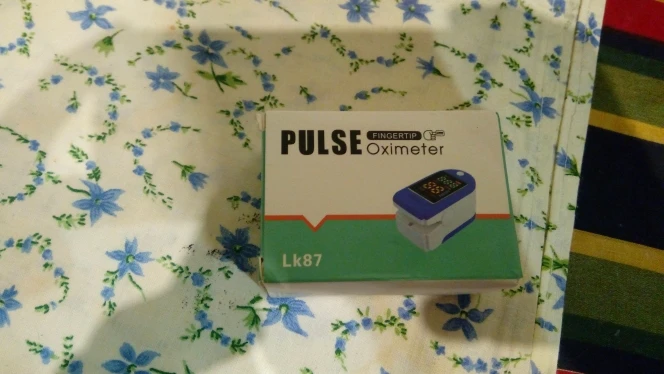 PULSE FINGERTIP
Oximeter
Lk87